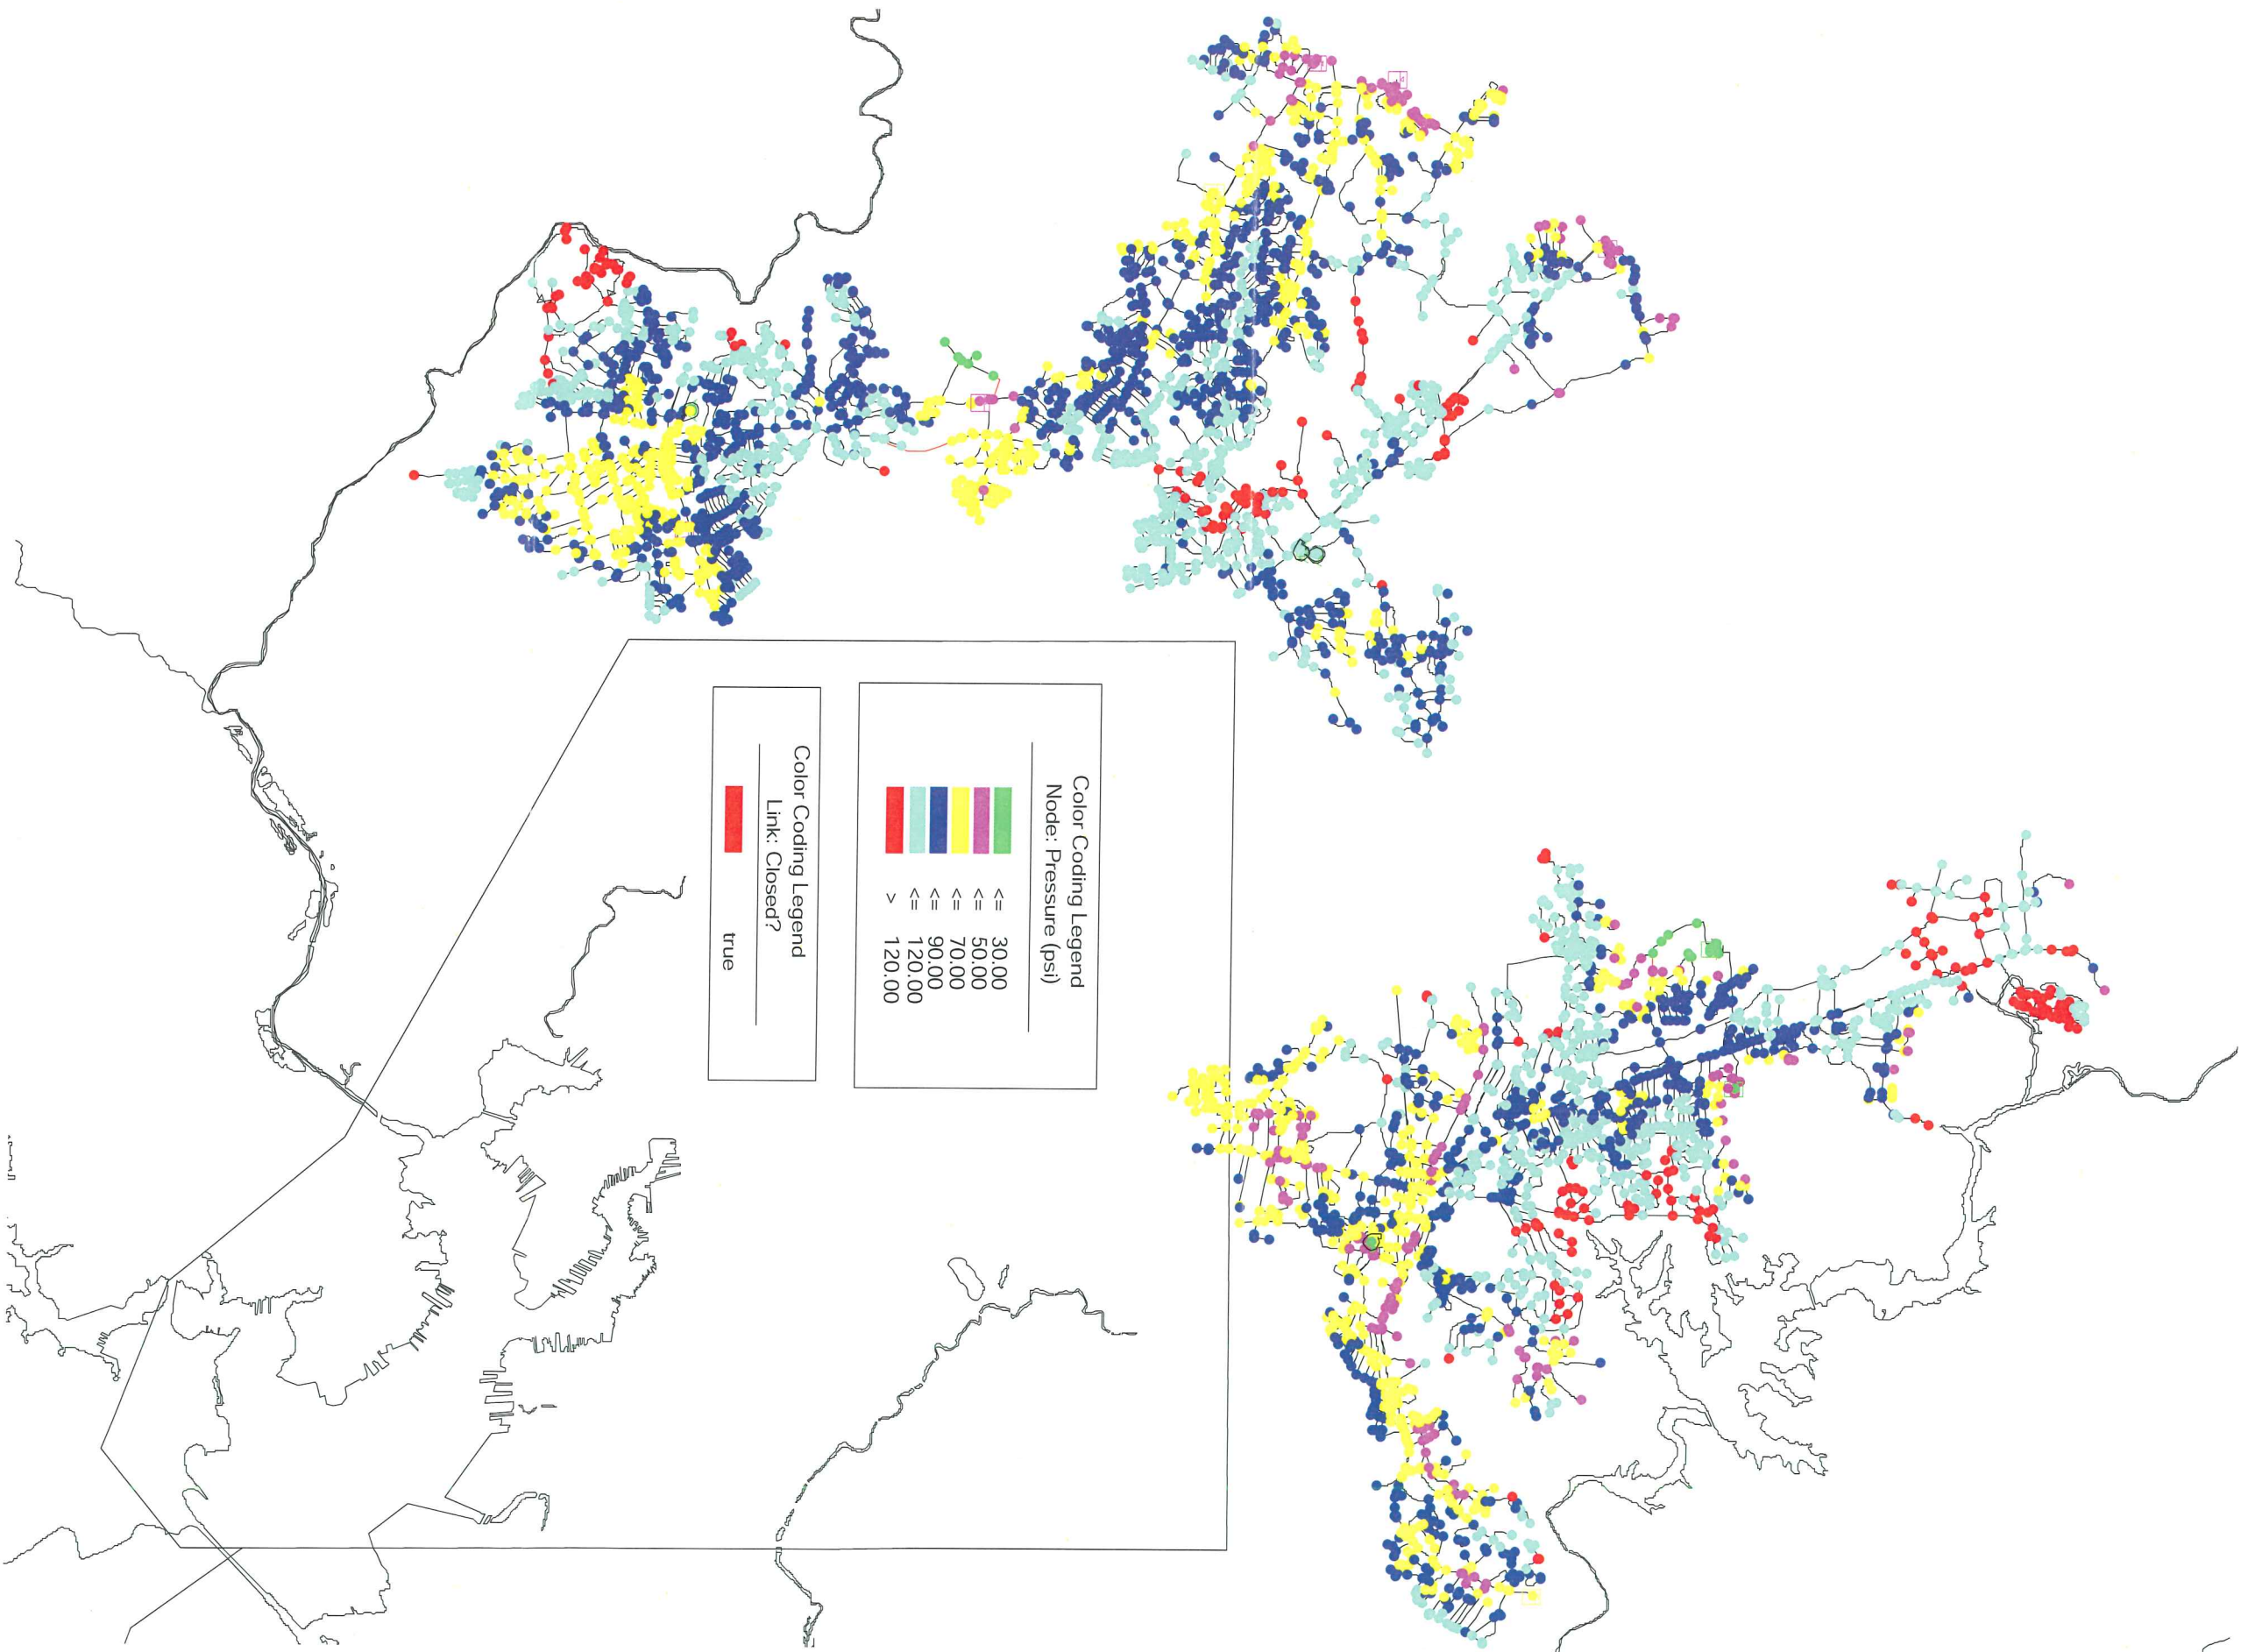 Color Coding Legend
Node: Pressure (psi)
<= 30.00
<= 50.00
<= 70.00
<= 90.00
<= 120.00
> 120.00
Color Coding Legend
Link: Closed?
true